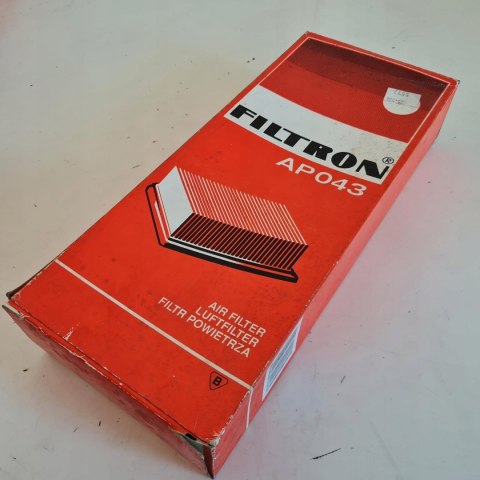 FILTRON®
AP043
AIR FILTER
LUFTFILTER
FILTR POWIETRZA
B